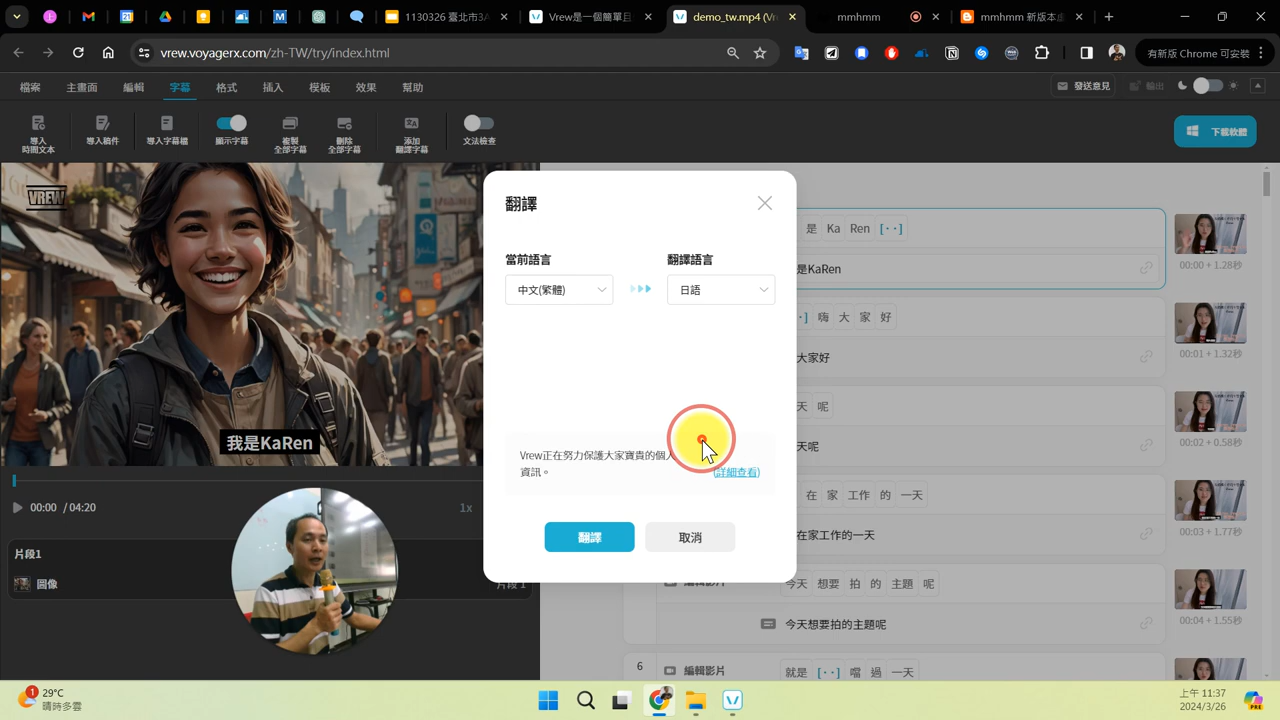 1130326 臺北市3A
Vrew是一個簡單且
demo_tw.mp4 (Vr
mmhmm
mmhmm 新版本虛
vrew.voyagerx.com/zh-TW/try/index.html
有新版 Chrome 可安裝
檔案 主畫面 編輯 字幕 格式 插入 模板 效果 幫助
發送意見 輸出
導入
時間文本
導入稿件
導入字幕檔
顯示字幕
複製
全部字幕
刪除
全部字幕
添加
翻譯字幕
文法檢查
下載軟體
VREW
我是KaRen
00:00 / 04:20
1x
片段1
圖像
片段 1
翻譯
當前語言 翻譯語言
中文(繁體) 日語
Vrew正在努力保護大家寶貴的個人
資訊。 (詳細查看)
翻譯 取消
是 Ka Ren [··]
是KaRen
00:00 + 1.28秒
·] 嗨 大 家 好
大家好
00:01 + 1.32秒
天 呢
天呢
00:02 + 0.58秒
在 家 工作 的 一天
在家工作的一天
00:03 + 1.77秒
編輯影片 今天 想要 拍 的 主題 呢
今天想要拍的主題呢
00:04 + 1.55秒
6 編輯影片 就是 [··] 噹 過 一天
1
29°C
晴時多雲
上午 11:37
2024/3/26
PRE